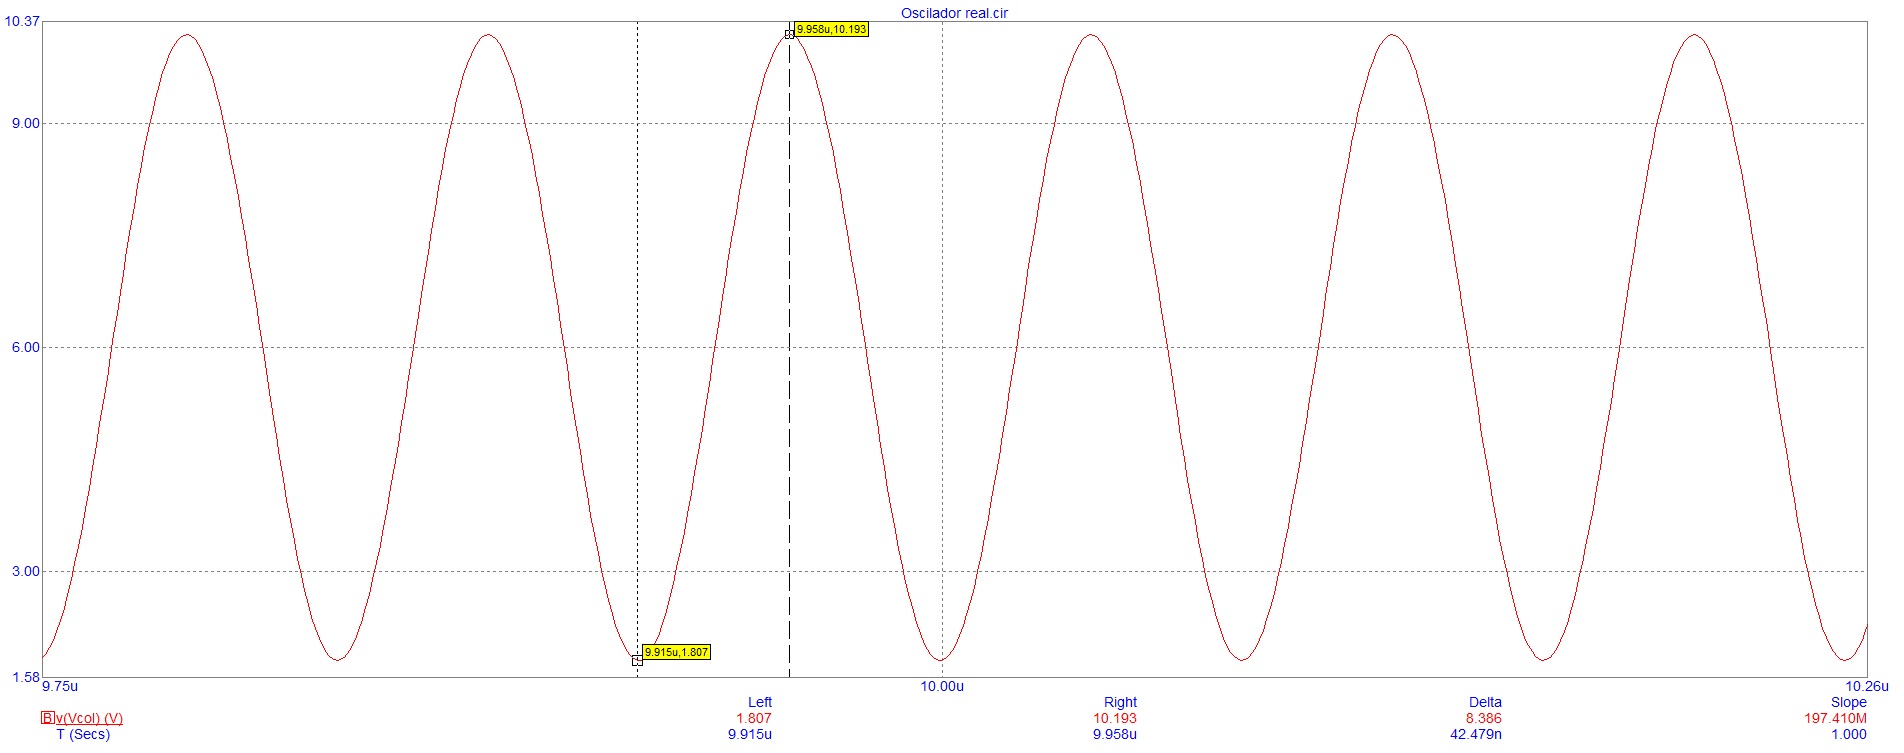 Oscilador real.cir
10.37
9.958u,10.193
9.00
6.00
3.00
9.915u,1.807
1.58
9.75u 10.00u 10.26u
Left Right Delta Slope
B v(Vcol) (V) 1.807 10.193 8.386 197.410M
T (Secs) 9.915u 9.958u 42.479n 1.000